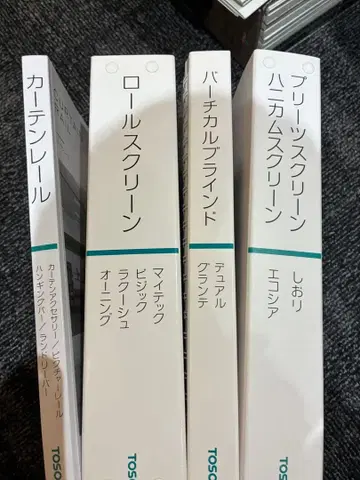 カーテンレール
カーテンアクセサリー/ピクチャーレール
ハンギングバー/ランドリーバー
TOSO
ロールスクリーン
マイテック
ビジック
ラクーシュ
オーニング
TOSO
バーチカルブラインド
デュアル
グランテ
TOSO
プリーツスクリーン
ハニカムスクリーン
しおり
エコシア
TOSO